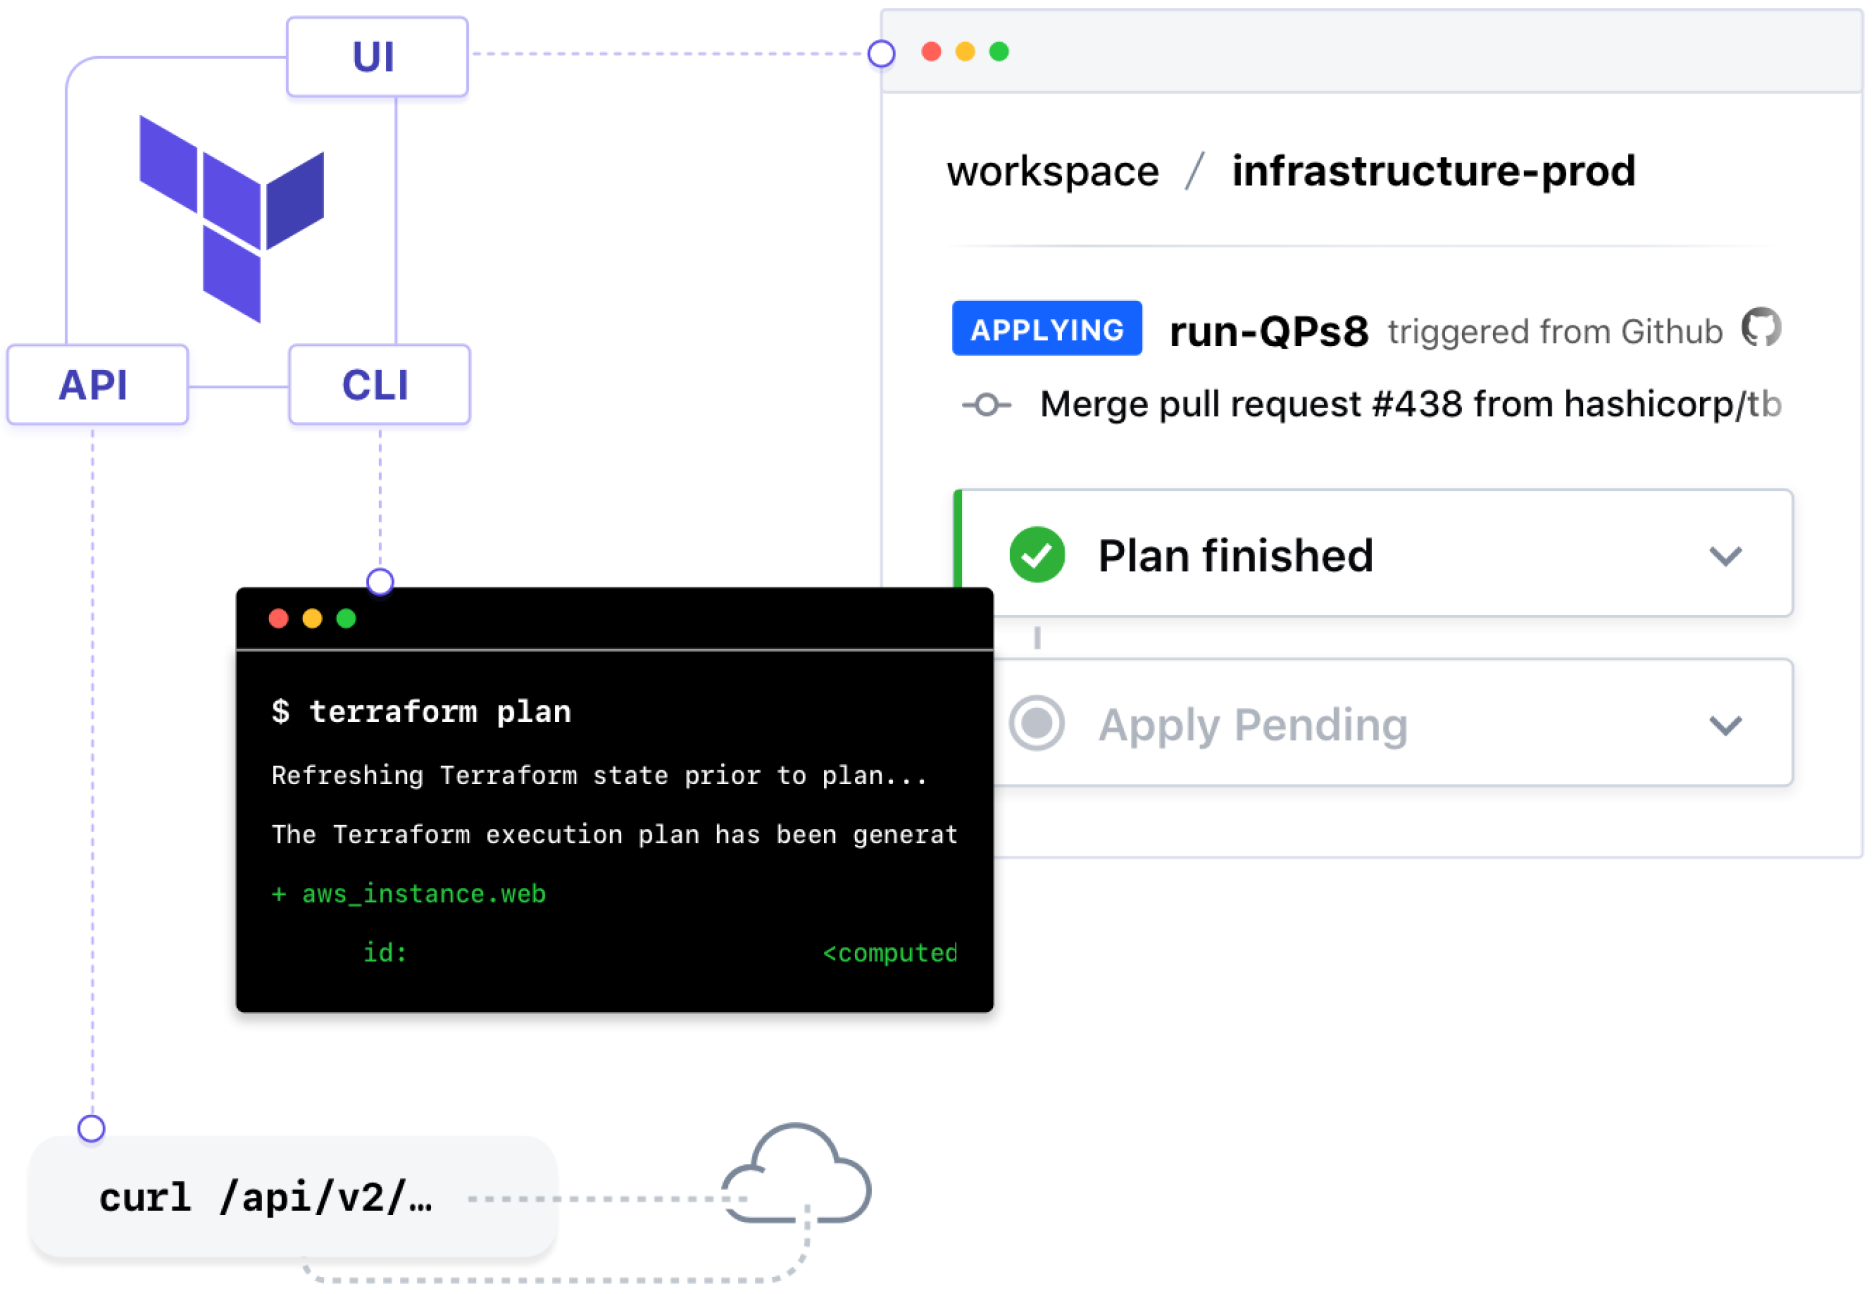 UI
API
CLI
workspace / infrastructure-prod
APPLYING run-QPs8 triggered from Github
Merge pull request #438 from hashicorp/tb
Plan finished
Apply Pending
$ terraform plan
Refreshing Terraform state prior to plan...
The Terraform execution plan has been generat
+ aws_instance.web
id: <computed
curl /api/v2/…